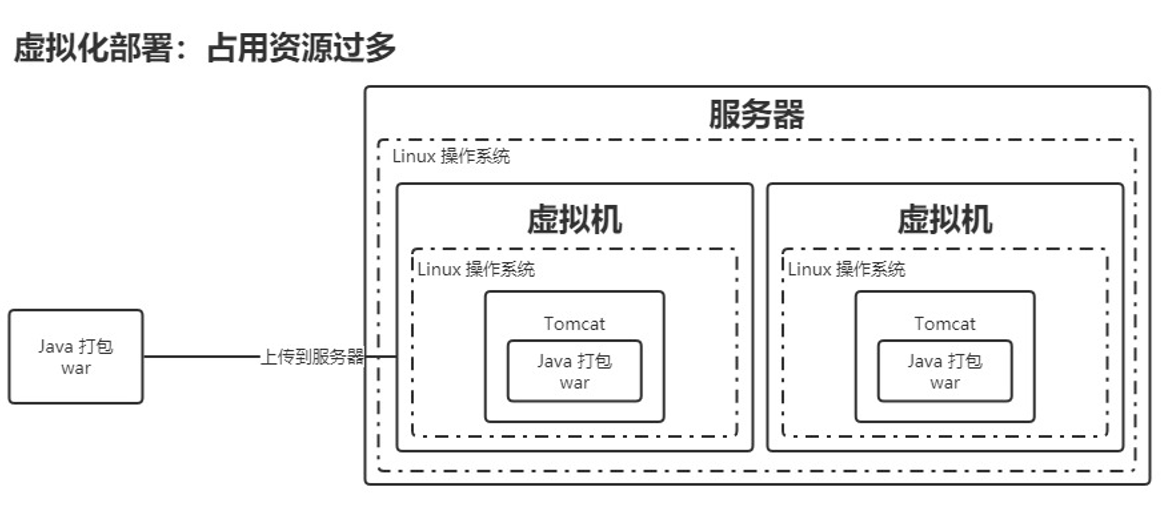 虚拟化部署：占用资源过多
服务器
Linux 操作系统
虚拟机
虚拟机
Linux 操作系统
Linux 操作系统
Tomcat
Tomcat
Java 打包
war
上传到服务器
Java 打包
war
Java 打包
war